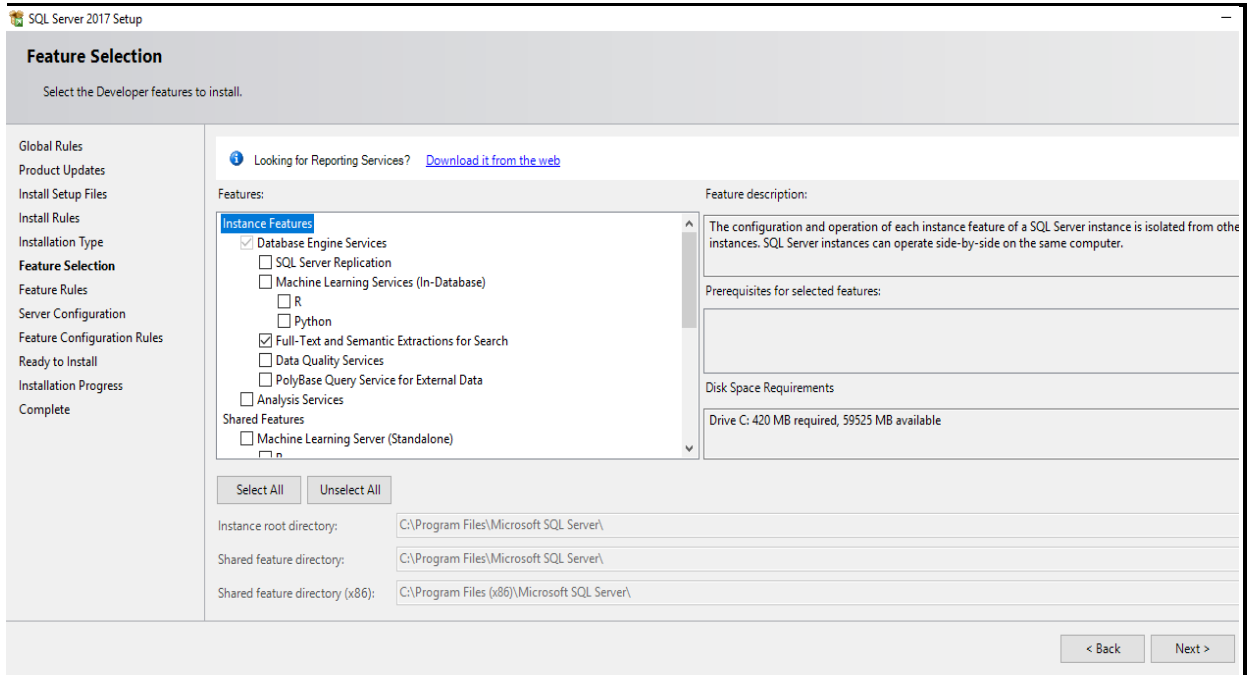 SQL Server 2017 Setup
Feature Selection
Select the Developer features to install.
Global Rules
Product Updates
Install Setup Files
Install Rules
Installation Type
Feature Selection
Feature Rules
Server Configuration
Feature Configuration Rules
Ready to Install
Installation Progress
Complete
Looking for Reporting Services? Download it from the web
Features:
Instance Features
Database Engine Services
SQL Server Replication
Machine Learning Services (In-Database)
R
Python
Full-Text and Semantic Extractions for Search
Data Quality Services
PolyBase Query Service for External Data
Analysis Services
Shared Features
Machine Learning Server (Standalone)
Feature description:
The configuration and operation of each instance feature of a SQL Server instance is isolated from othe
instances. SQL Server instances can operate side-by-side on the same computer.
Prerequisites for selected features:
Disk Space Requirements
Drive C: 420 MB required, 59525 MB available
Select All
Unselect All
Instance root directory: C:\Program Files\Microsoft SQL Server\
Shared feature directory: C:\Program Files\Microsoft SQL Server\
Shared feature directory (x86): C:\Program Files (x86)\Microsoft SQL Server\
< Back
Next >